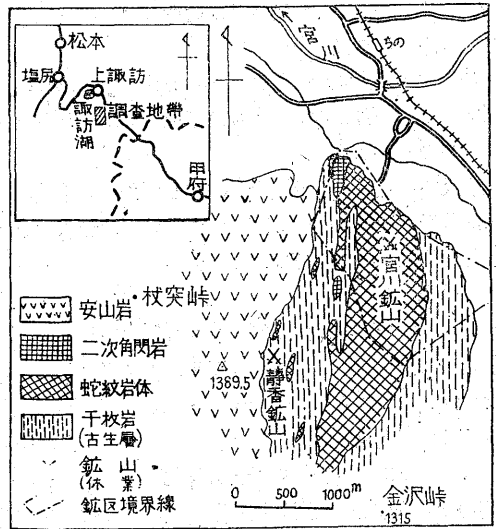 松本
塩尻
上諏訪
諏訪湖
調査地帯
甲府
宮川
ちの
安山岩
・杖突峠
二次角閃岩
1369.5
蛇紋岩体
千枚岩
(古生層)
鉱山
(休業)
鉱区境界線
×宮川鉱山
×静香鉱山
0 500 1000m
金沢峠
1315